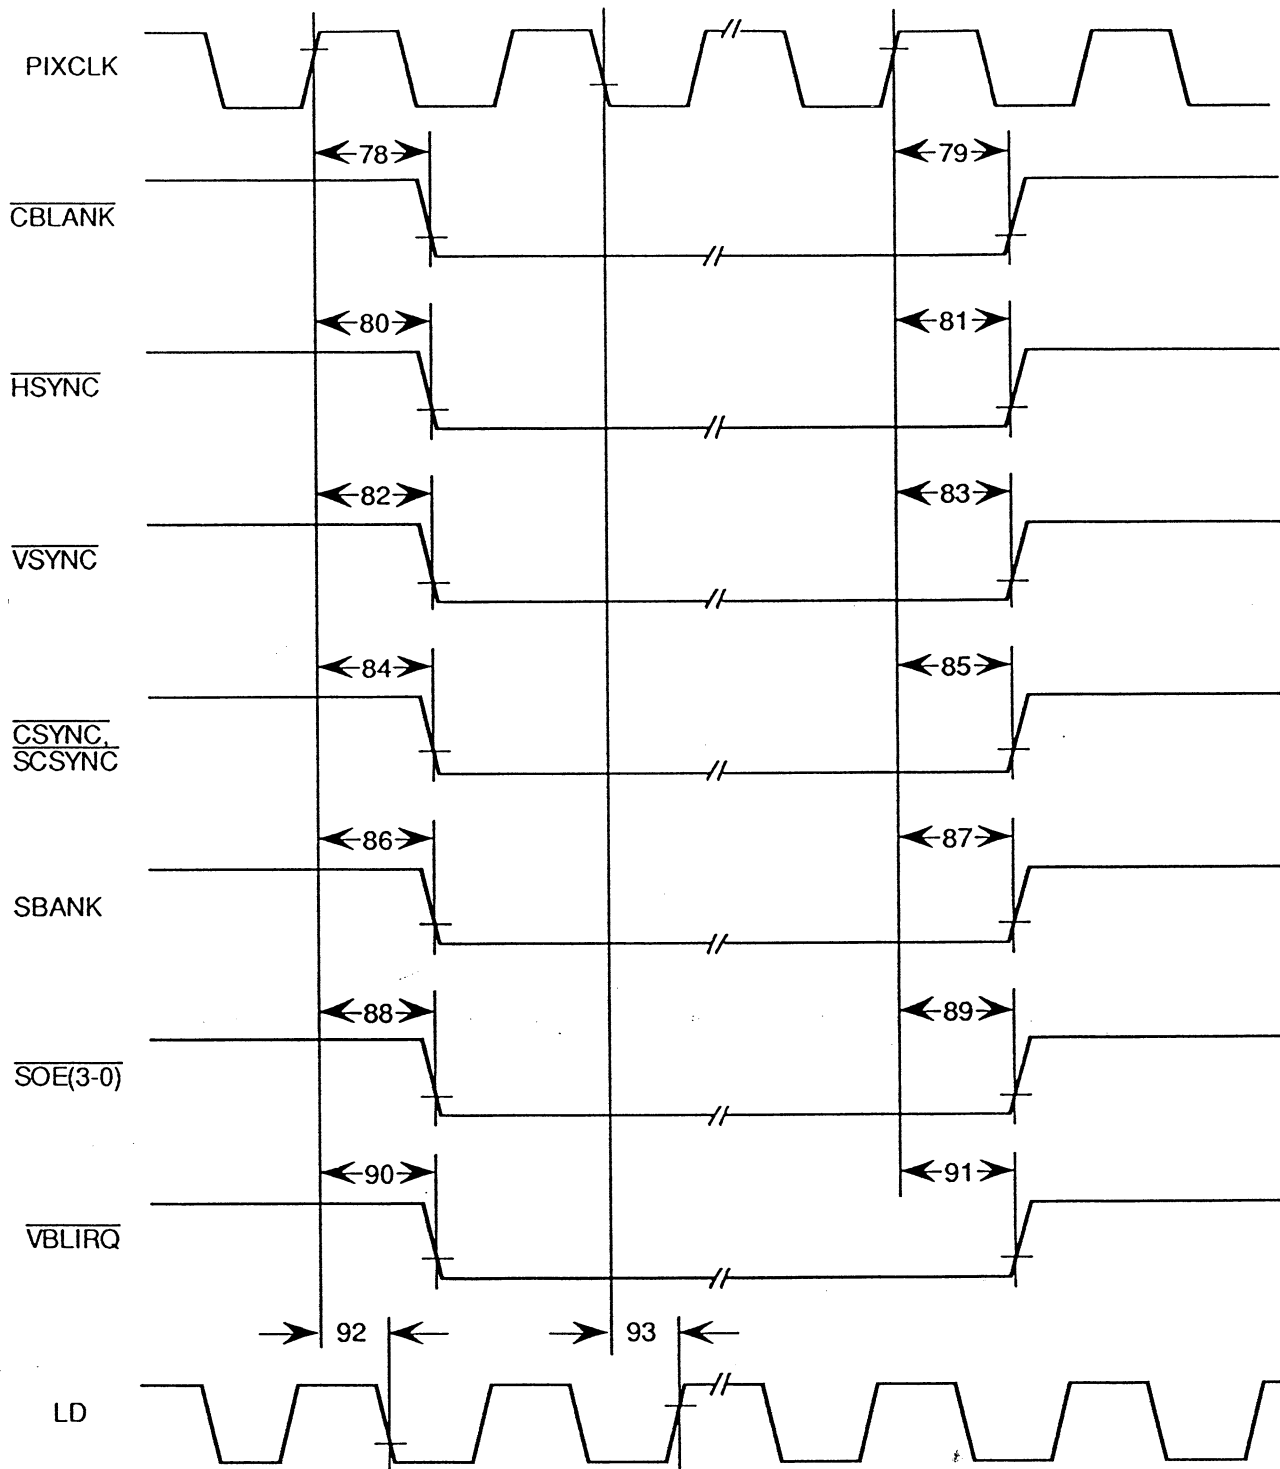 PIXCLK
78
79
CBLANK
80
81
HSYNC
82
83
VSYNC
84
85
CSYNC,
SCSYNC
86
87
SBANK
88
89
SOE(3-0)
90
91
VBLIRQ
92
93
LD